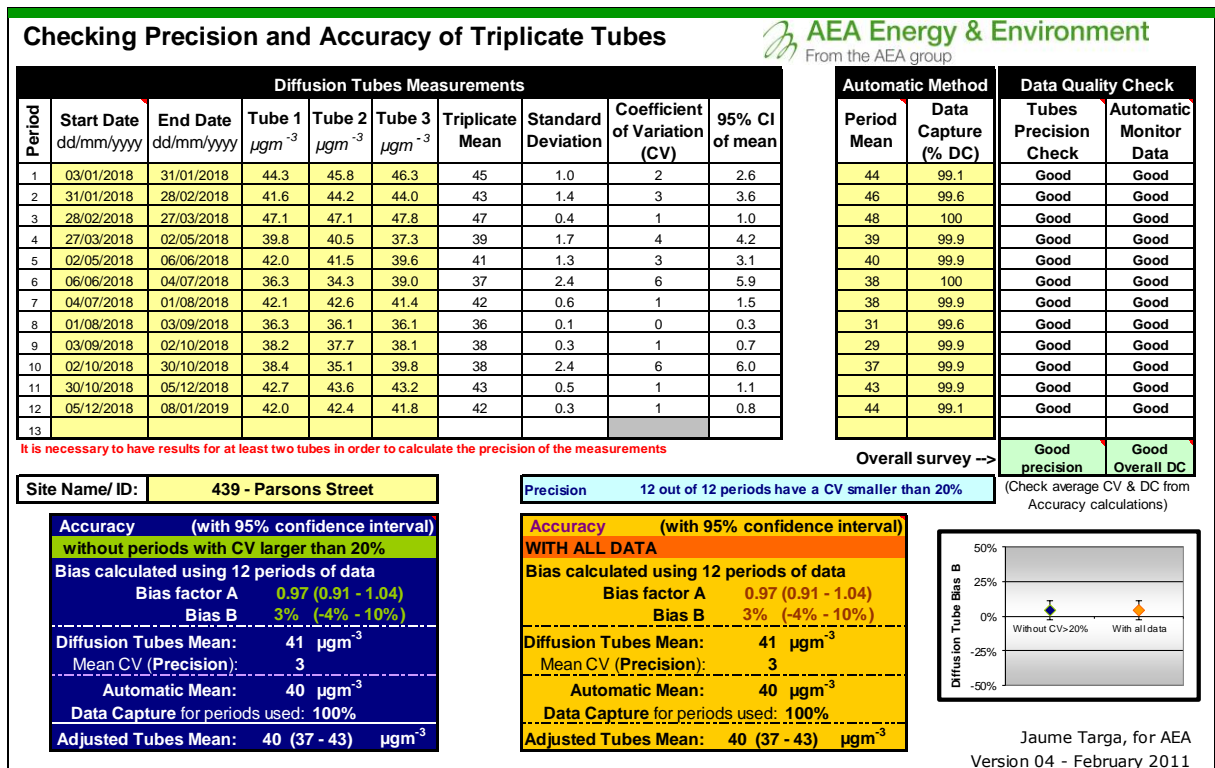 Checking Precision and Accuracy of Triplicate Tubes
AEA Energy & Environment
From the AEA group
Diffusion Tubes Measurements
Automatic Method
Data Quality Check
Period Start Date dd/mm/yyyy End Date dd/mm/yyyy Tube 1 µgm-3 Tube 2 µgm-3 Tube 3 µgm-3 Triplicate Mean Standard Deviation Coefficient of Variation (CV) 95% CI of mean Period Mean Data Capture (% DC) Tubes Precision Check Automatic Monitor Data
1 03/01/2018 31/01/2018 44.3 45.8 46.3 45 1.0 2 2.6 44 99.1 Good Good
2 31/01/2018 28/02/2018 41.6 44.2 44.0 43 1.4 3 3.6 46 99.6 Good Good
3 28/02/2018 27/03/2018 47.1 47.1 47.8 47 0.4 1 1.0 48 100 Good Good
4 27/03/2018 02/05/2018 39.8 40.5 37.3 39 1.7 4 4.2 39 99.9 Good Good
5 02/05/2018 06/06/2018 42.0 41.5 39.6 41 1.3 3 3.1 40 99.9 Good Good
6 06/06/2018 04/07/2018 36.3 34.3 39.0 37 2.4 6 5.9 38 100 Good Good
7 04/07/2018 01/08/2018 42.1 42.6 41.4 42 0.6 1 1.5 38 99.9 Good Good
8 01/08/2018 03/09/2018 36.3 36.1 36.1 36 0.1 0 0.3 31 99.6 Good Good
9 03/09/2018 02/10/2018 38.2 37.7 38.1 38 0.3 1 0.7 29 99.9 Good Good
10 02/10/2018 30/10/2018 38.4 35.1 39.8 38 2.4 6 6.0 37 99.9 Good Good
11 30/10/2018 05/12/2018 42.7 43.6 43.2 43 0.5 1 1.1 43 99.9 Good Good
12 05/12/2018 08/01/2019 42.0 42.4 41.8 42 0.3 1 0.8 44 99.1 Good Good
13
It is necessary to have results for at least two tubes in order to calculate the precision of the measurements
Overall survey --> Good precision Good Overall DC
Site Name/ ID: 439 - Parsons Street
Precision 12 out of 12 periods have a CV smaller than 20%
(Check average CV & DC from
Accuracy calculations)
Accuracy (with 95% confidence interval)
without periods with CV larger than 20%
Bias calculated using 12 periods of data
Bias factor A 0.97 (0.91 - 1.04)
Bias B 3% (-4% - 10%)
Diffusion Tubes Mean: 41 µgm-3
Mean CV (Precision): 3
Automatic Mean: 40 µgm-3
Data Capture for periods used: 100%
Adjusted Tubes Mean: 40 (37 - 43) µgm-3
Accuracy (with 95% confidence interval)
WITH ALL DATA
Bias calculated using 12 periods of data
Bias factor A 0.97 (0.91 - 1.04)
Bias B 3% (-4% - 10%)
Diffusion Tubes Mean: 41 µgm-3
Mean CV (Precision): 3
Automatic Mean: 40 µgm-3
Data Capture for periods used: 100%
Adjusted Tubes Mean: 40 (37 - 43) µgm-3
Diffusion Tube Bias B
50%
25%
0%
-25%
-50%
Without CV>20% With all data
Jaume Targa, for AEA
Version 04 - February 2011